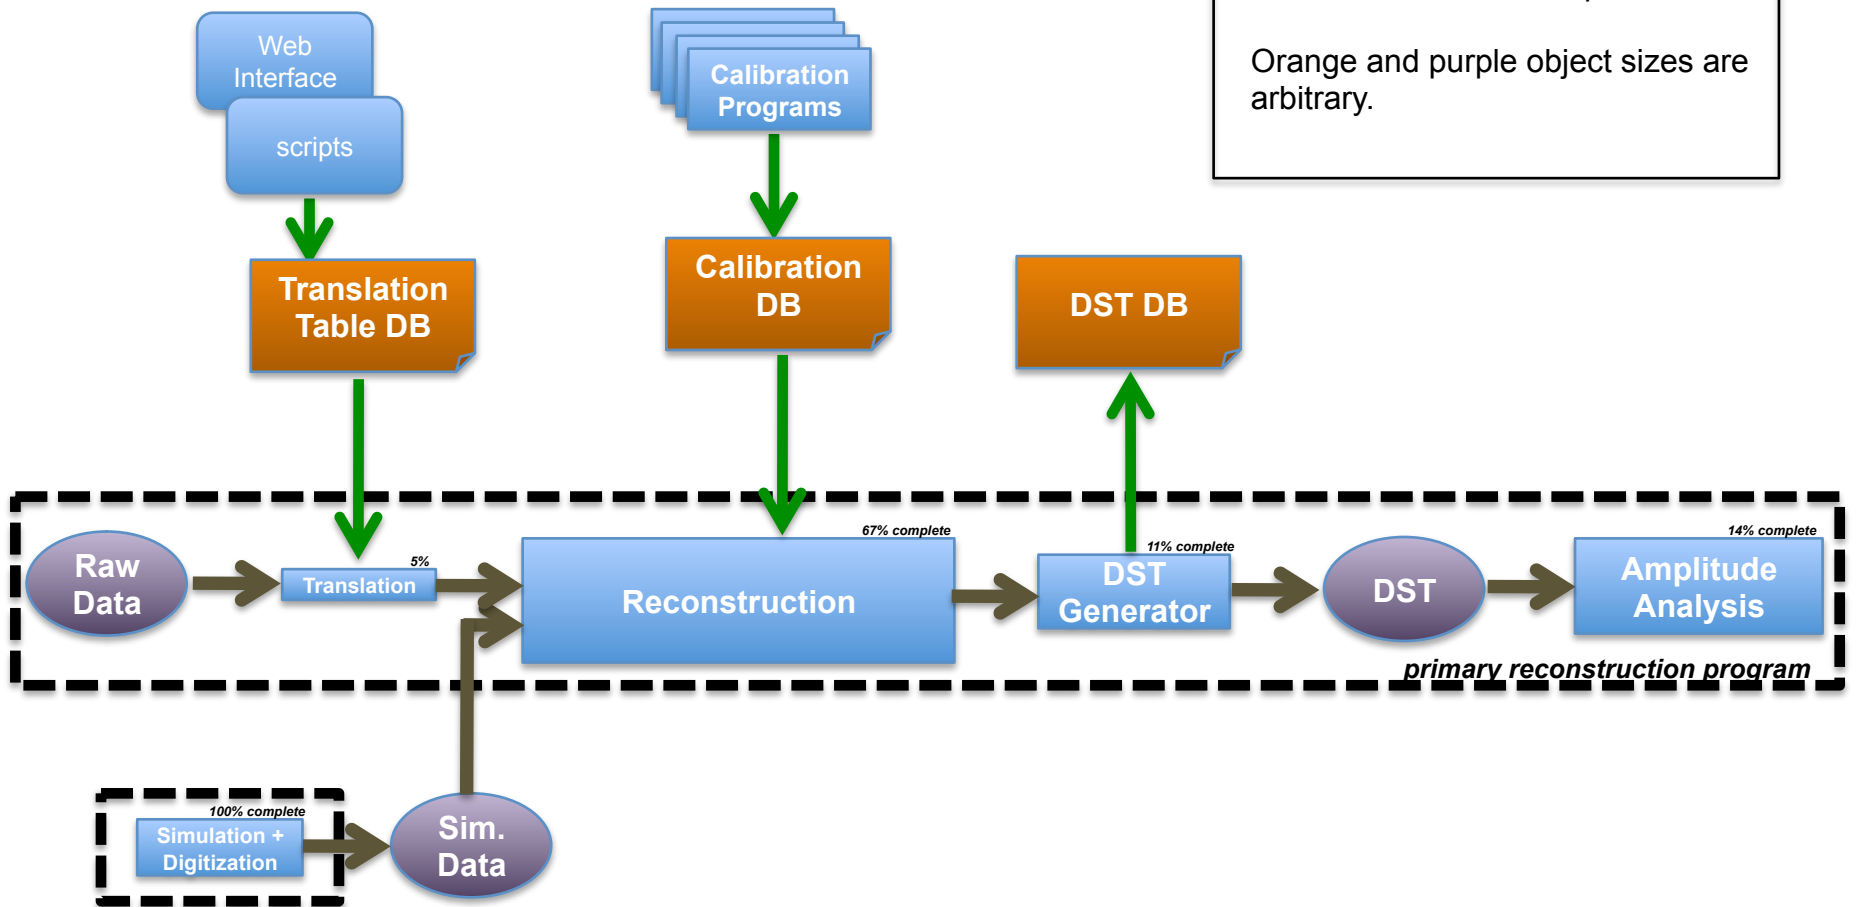 Web
Interface
scripts
Calibration
Programs
Orange and purple object sizes are
arbitrary.
Translation
Table DB
Calibration
DB
DST DB
Raw
Data
5%
Translation
67% complete
Reconstruction
11% complete
DST
Generator
DST
14% complete
Amplitude
Analysis
primary reconstruction program
100% complete
Simulation +
Digitization
Sim.
Data